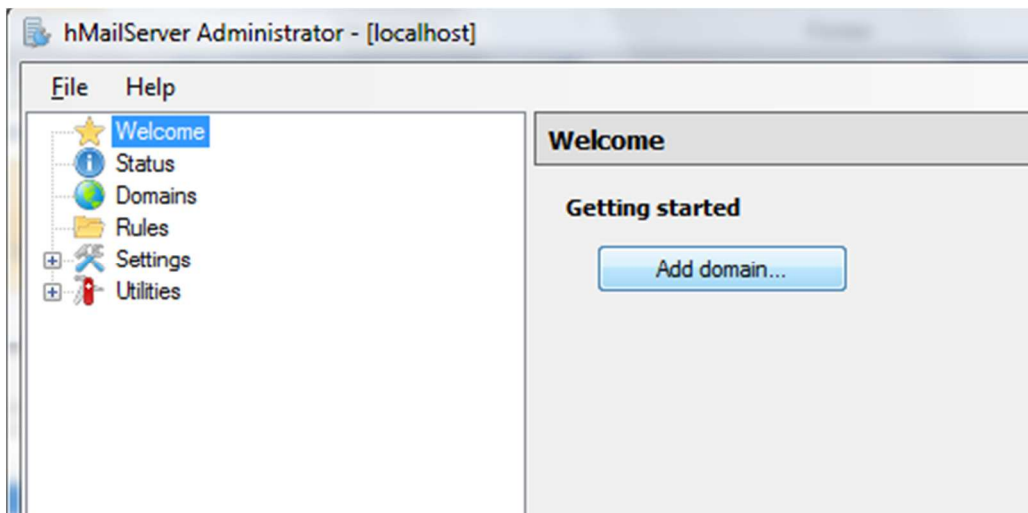 hMailServer Administrator - [localhost]
File Help
Welcome
Status
Domains
Rules
Settings
Utilities
Welcome
Getting started
Add domain...